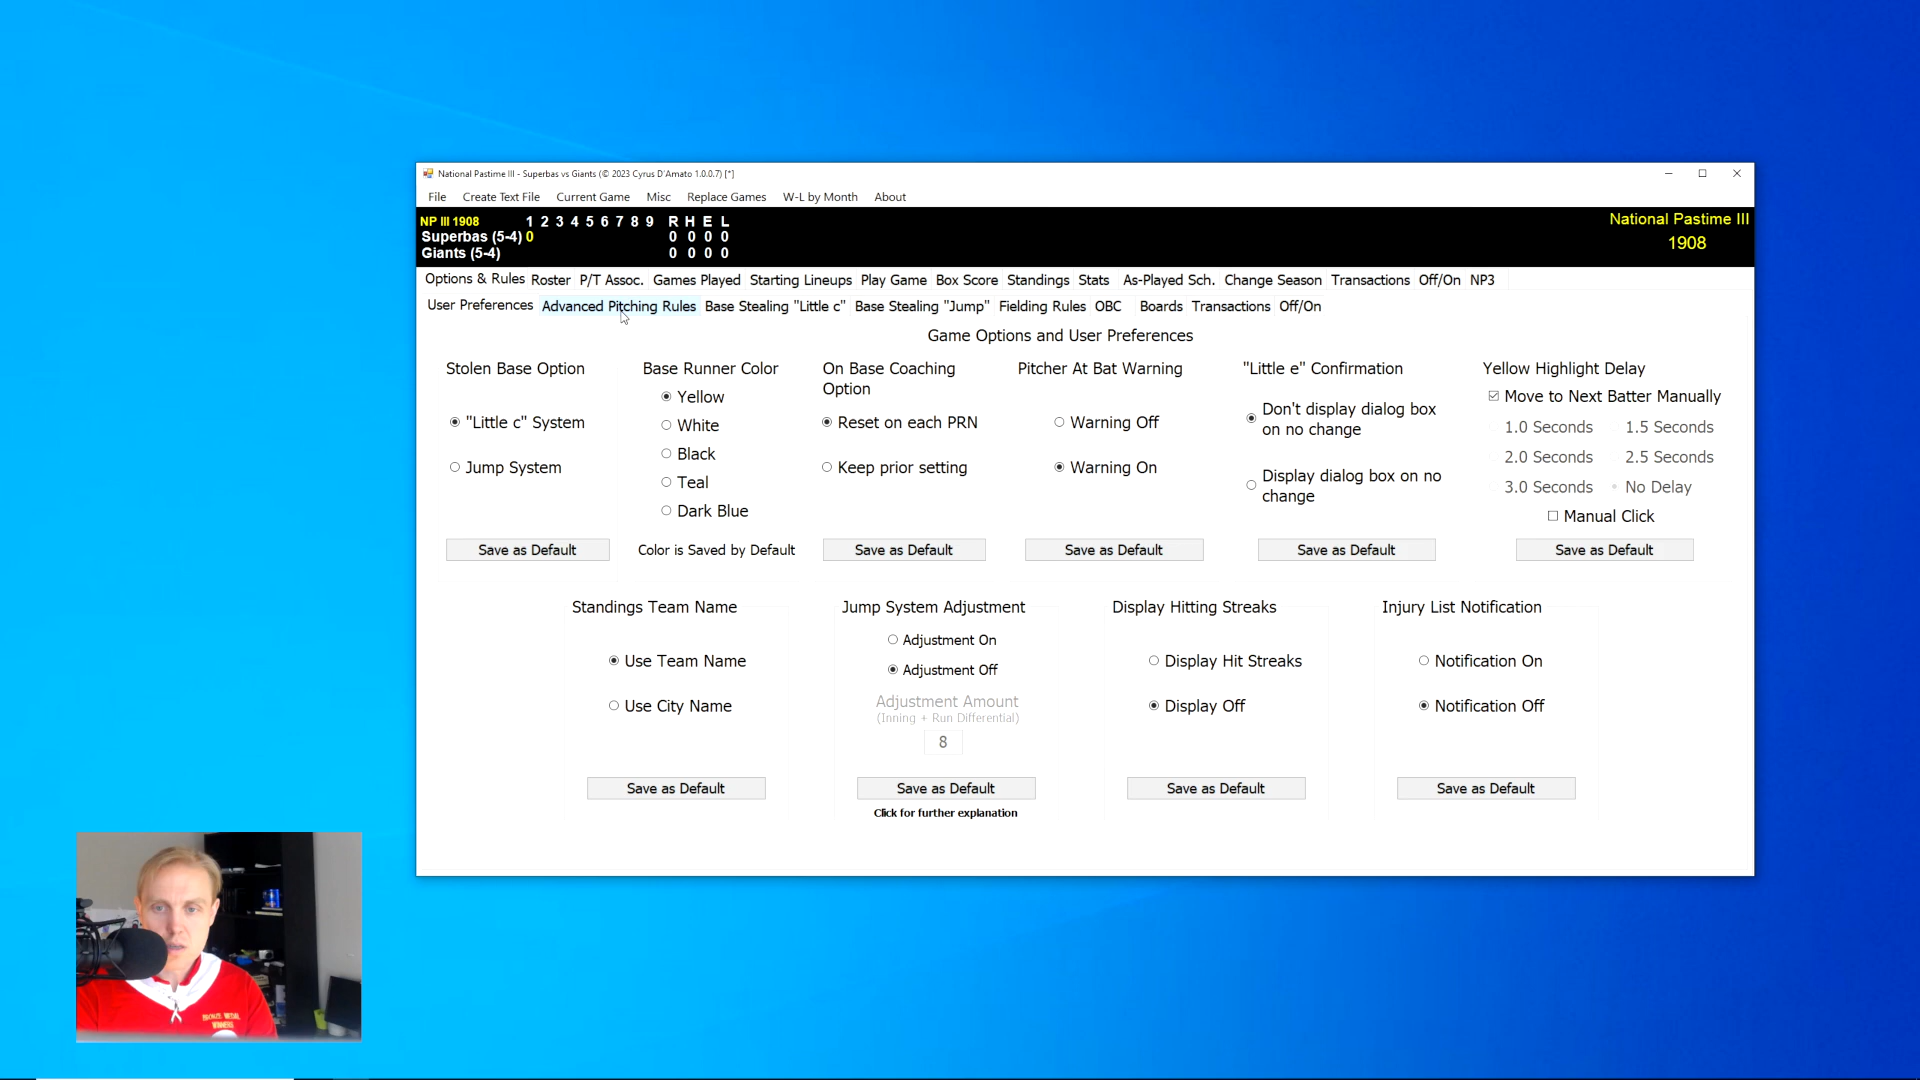 National Pastime III - Superbas vs Giants (© 2023 Cyrus D'Amato 1.0.0.7) [*]
File Create Text File Current Game Misc Replace Games W-L by Month About
NP III 1908 1 2 3 4 5 6 7 8 9 R H E L
Superbas (5-4) 0 0 0 0 0
Giants (5-4) 0 0 0 0
National Pastime III
1908
Options & Rules Roster P/T Assoc. Games Played Starting Lineups Play Game Box Score Standings Stats As-Played Sch. Change Season Transactions Off/On NP3
User Preferences Advanced Pitching Rules Base Stealing "Little c" Base Stealing "Jump" Fielding Rules OBC Boards Transactions Off/On
Game Options and User Preferences
Stolen Base Option
"Little c" System
Jump System
Save as Default
Base Runner Color
Yellow
White
Black
Teal
Dark Blue
Color is Saved by Default
On Base Coaching
Option
Reset on each PRN
Keep prior setting
Save as Default
Pitcher At Bat Warning
Warning Off
Warning On
Save as Default
"Little e" Confirmation
Don't display dialog box
on no change
Display dialog box on no
change
Save as Default
Yellow Highlight Delay
Move to Next Batter Manually
1.0 Seconds 1.5 Seconds
2.0 Seconds 2.5 Seconds
3.0 Seconds No Delay
Manual Click
Save as Default
Standings Team Name
Use Team Name
Use City Name
Save as Default
Jump System Adjustment
Adjustment On
Adjustment Off
Adjustment Amount
(Inning + Run Differential)
8
Save as Default
Click for further explanation
Display Hitting Streaks
Display Hit Streaks
Display Off
Save as Default
Injury List Notification
Notification On
Notification Off
Save as Default
BRONZE MEDAL
WINNERS